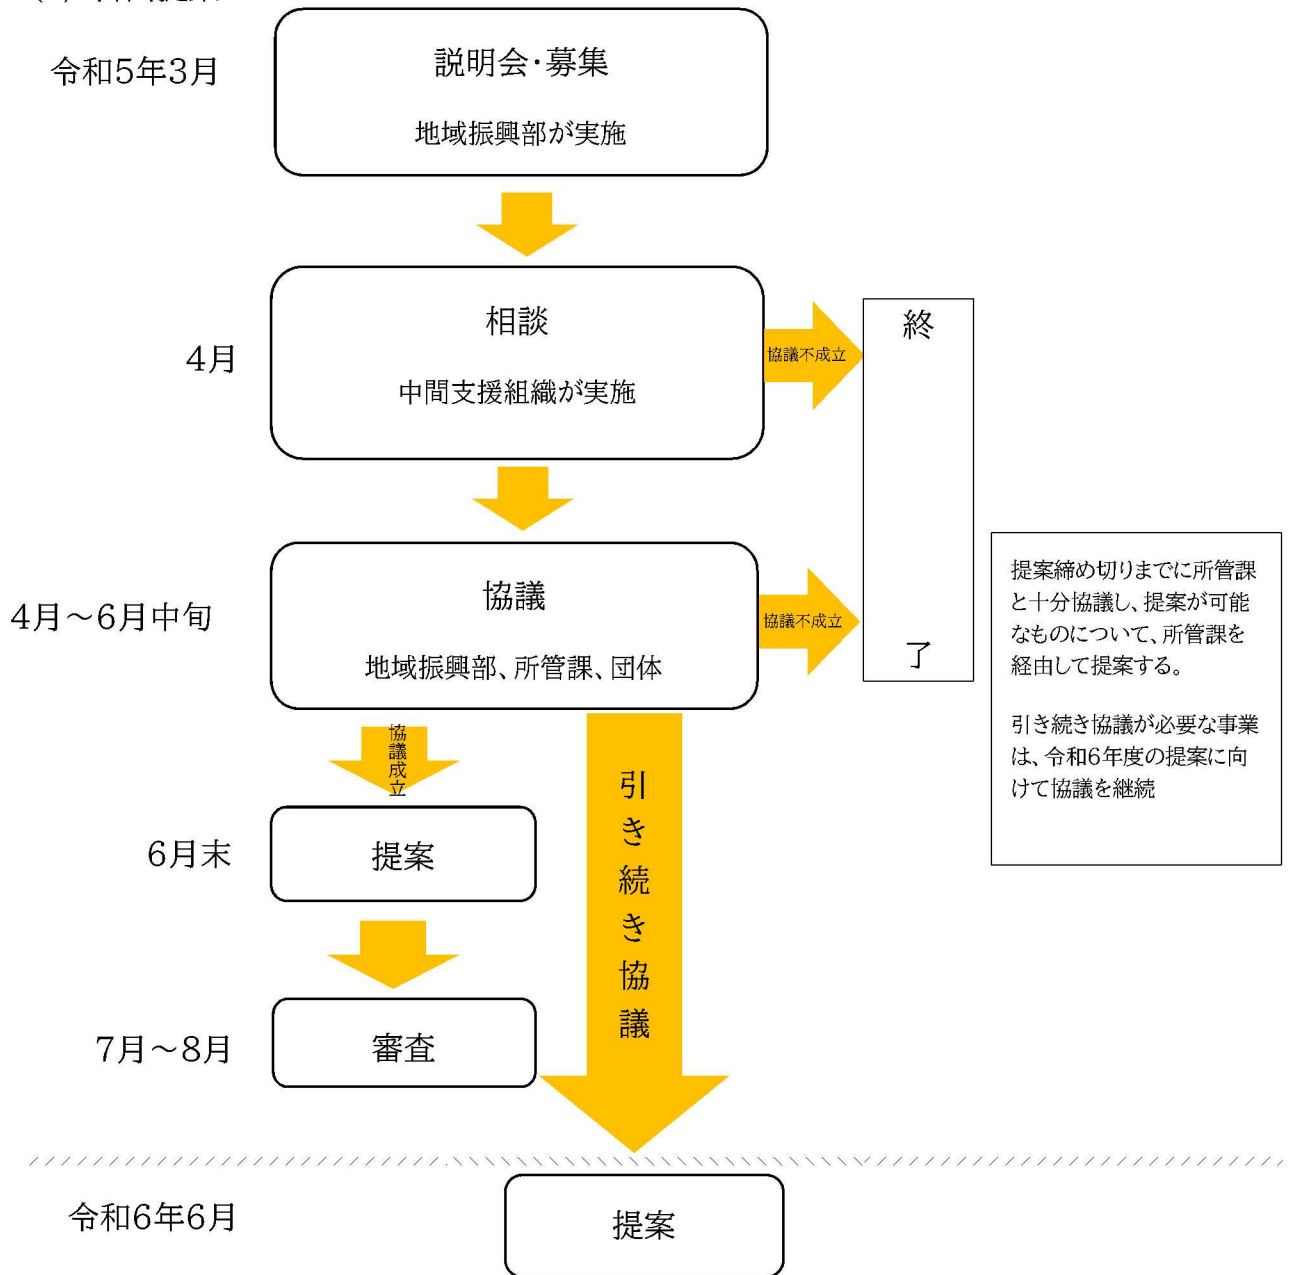 令和5年3月
説明会・募集
地域振興部が実施
4月
相談
中間支援組織が実施
協議不成立
終
了
4月～6月中旬
協議
地域振興部、所管課、団体
協議不成立
提案締め切りまでに所管課
と十分協議し、提案が可能
なものについて、所管課を
経由して提案する。
引き続き協議が必要な事業
は、令和6年度の提案に向
けて協議を継続
協議成立
引き続き協議
6月末
提案
7月～8月
審査
令和6年6月
提案